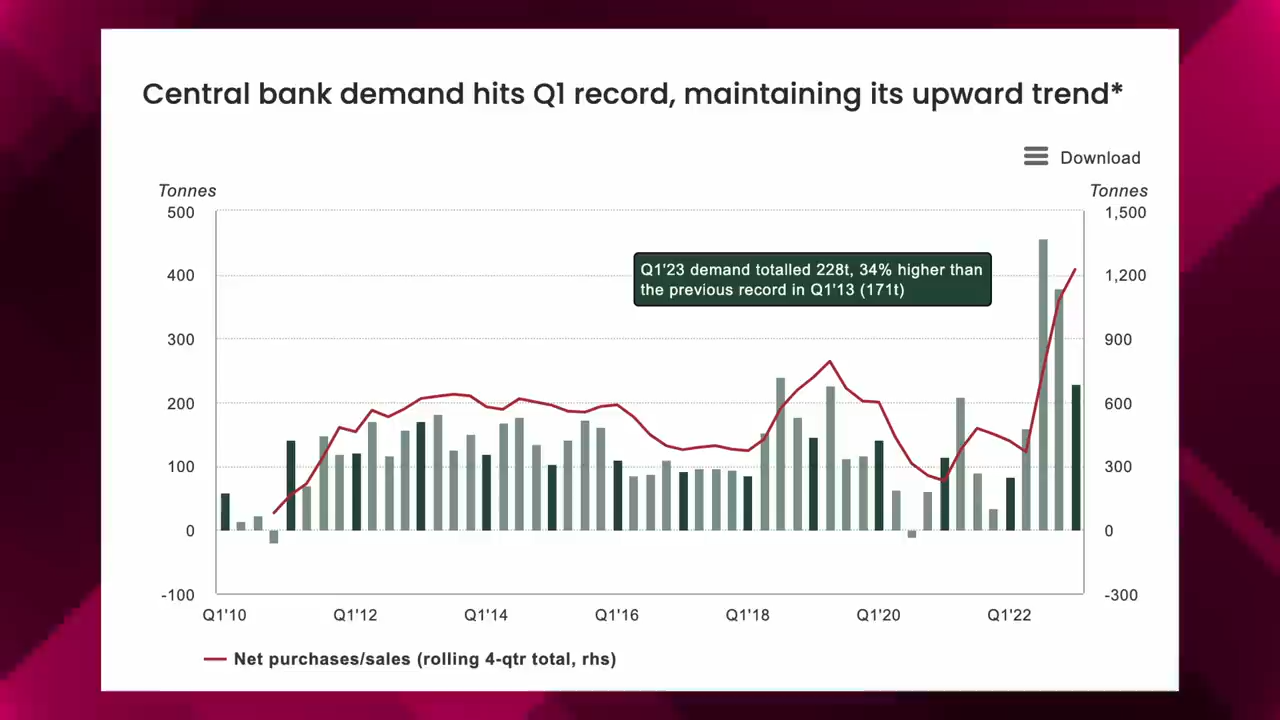 Central bank demand hits Q1 record, maintaining its upward trend*
Download
Tonnes
Tonnes
500
1,500
400
1,200
Q1'23 demand totalled 228t, 34% higher than
the previous record in Q1'13 (171t)
300
900
200
600
100
300
0
0
-100
-300
Q1'10
Q1'12
Q1'14
Q1'16
Q1'18
Q1'20
Q1'22
Net purchases/sales (rolling 4-qtr total, rhs)